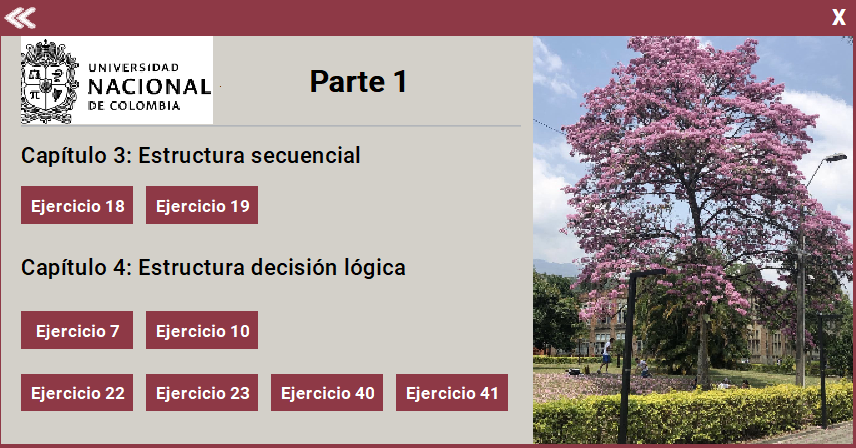 X
UNIVERSIDAD
NACIONAL
DE COLOMBIA
Parte 1
Capítulo 3: Estructura secuencial
Ejercicio 18 Ejercicio 19
Capítulo 4: Estructura decisión lógica
Ejercicio 7 Ejercicio 10
Ejercicio 22 Ejercicio 23 Ejercicio 40 Ejercicio 41